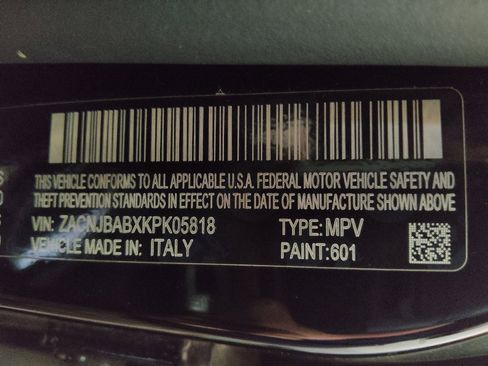 THIS VEHICLE CONFORMS TO ALL APPLICABLE U.S.A. FEDERAL MOTOR VEHICLE SAFETY AND
THEFT PREVENTION STANDARDS IN EFFECT ON THE DATE OF MANUFACTURE SHOWN ABOVE
VIN: ZACNJBABXKPK05818 TYPE: MPV
VEHICLE MADE IN: ITALY PAINT:601